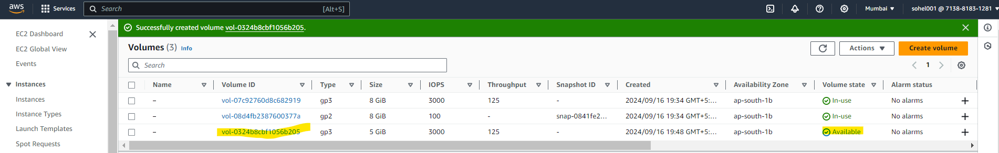 aws Services Search [Alt+S] Mumbai sohel001 @ 7138-8183-1281
EC2 Dashboard
EC2 Global View
Events
Instances
Instances
Instance Types
Launch Templates
Spot Requests
Successfully created volume vol-0324b8cbf1056b205.
Volumes (3) Info Actions Create volume
Search 1
Name Volume ID Type Size IOPS Throughput Snapshot ID Created Availability Zone Volume state Alarm status
– vol-07c92760d8c682919 gp3 8 GiB 3000 125 - 2024/09/16 19:34 GMT+5:... ap-south-1b In-use No alarms +
– vol-08d4fb2387600377a gp2 8 GiB 100 - snap-0841fe2... 2024/09/16 19:34 GMT+5:... ap-south-1b In-use No alarms +
– vol-0324b8cbf1056b205 gp3 5 GiB 3000 125 - 2024/09/16 19:48 GMT+5:... ap-south-1b Available No alarms +